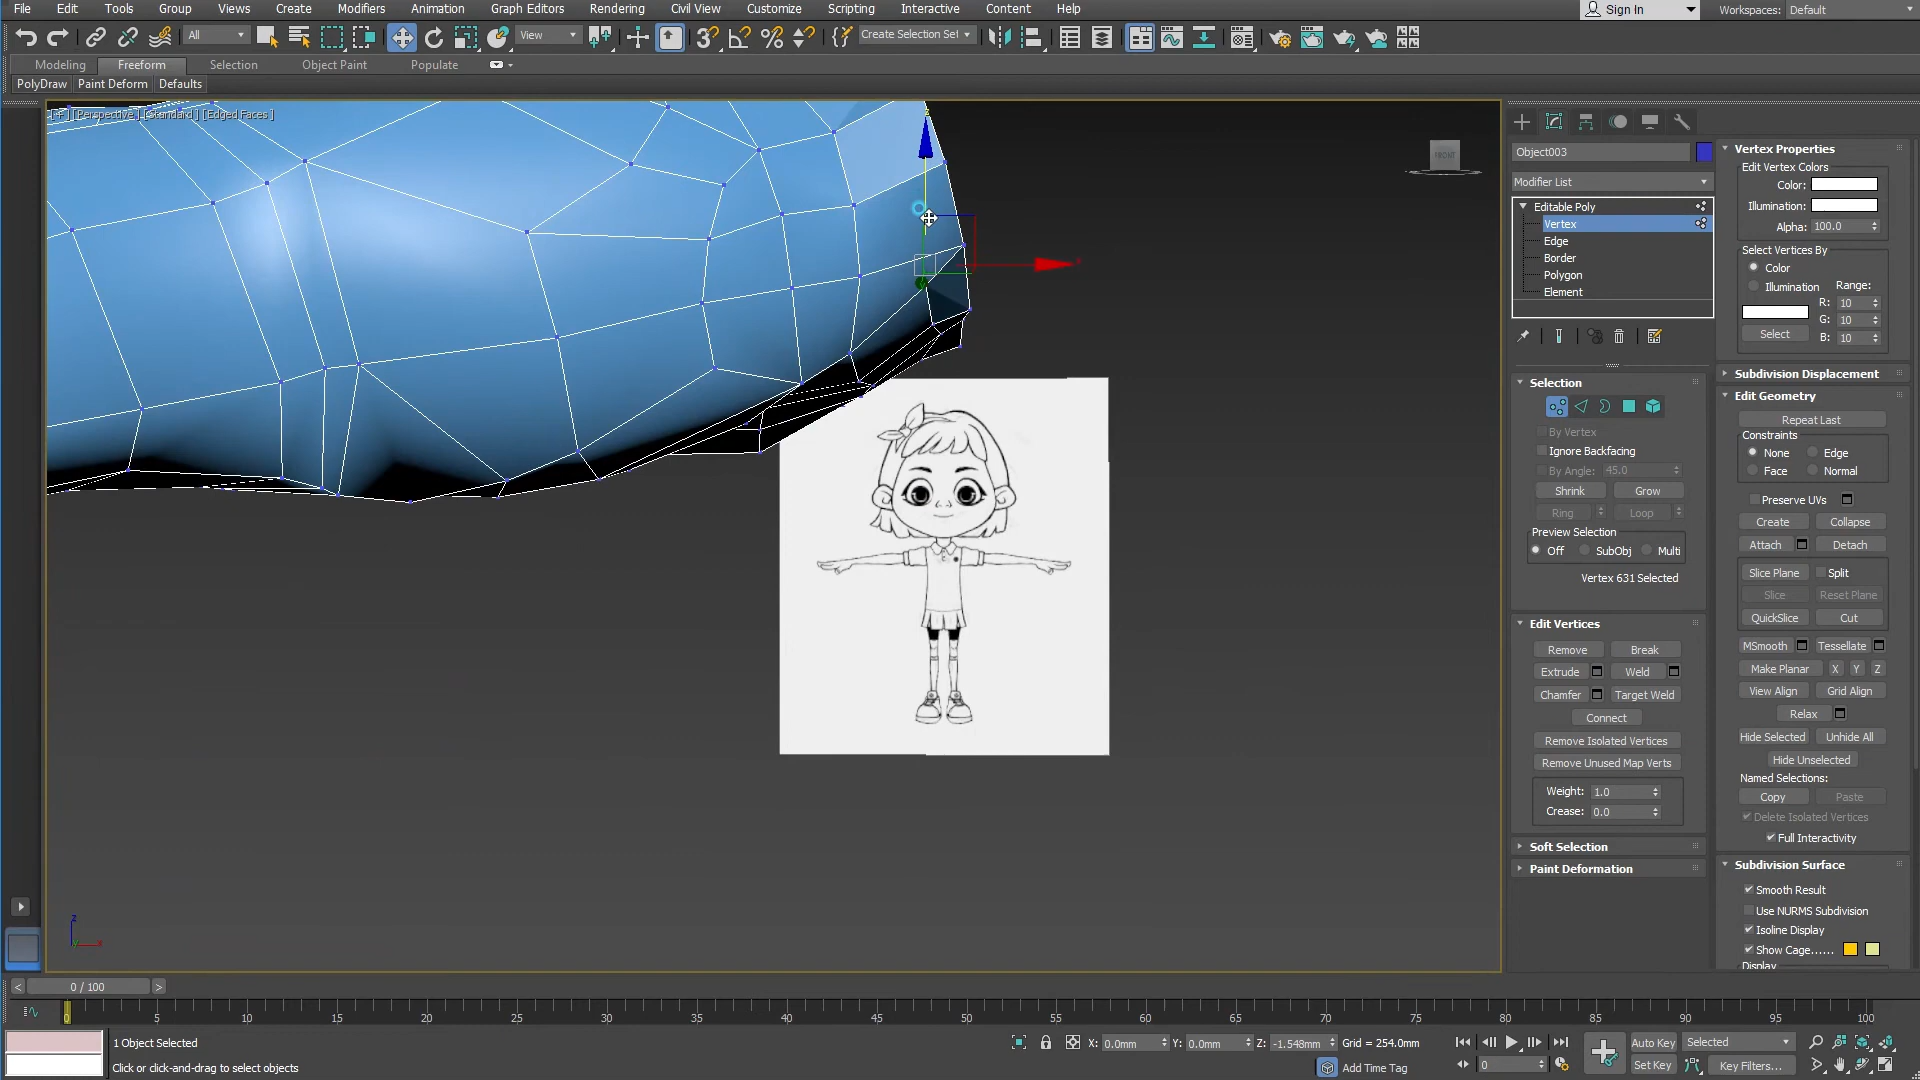 File Edit Tools Group Views Create Modifiers Animation Graph Editors Rendering Civil View Customize Scripting Interactive Content Help Sign In Workspaces: Default
All View Create Selection Set
Modeling Freeform Selection Object Paint Populate
PolyDraw Paint Deform Defaults
[Perspective] [Standard] [Edged Faces]
FRONT
Object003
Modifier List
Editable Poly
Vertex
Edge
Border
Polygon
Element
Selection
By Vertex
Ignore Backfacing
By Angle: 45.0
Shrink Grow
Ring Loop
Preview Selection
Off SubObj Multi
Vertex 631 Selected
Edit Vertices
Remove Break
Extrude Weld
Chamfer Target Weld
Connect
Remove Isolated Vertices
Remove Unused Map Verts
Weight: 1.0
Crease: 0.0
Soft Selection
Paint Deformation
Vertex Properties
Edit Vertex Colors
Color:
Illumination:
Alpha: 100.0
Select Vertices By
Color
Illumination Range:
R: 10
G: 10
Select B: 10
Subdivision Displacement
Edit Geometry
Repeat Last
Constraints
None Edge
Face Normal
Preserve UVs
Create Collapse
Attach Detach
Slice Plane Split
Slice Reset Plane
QuickSlice Cut
MSmooth Tessellate
Make Planar X Y Z
View Align Grid Align
Relax
Hide Selected Unhide All
Hide Unselected
Named Selections:
Copy Paste
Delete Isolated Vertices
Full Interactivity
Subdivision Surface
Smooth Result
Use NURMS Subdivision
Isoline Display
Show Cage......
Display
z
x
< 0 / 100 >
0 5 10 15 20 25 30 35 40 45 50 55 60 65 70 75 80 85 90 95 100
1 Object Selected X: 0.0mm Y: 0.0mm Z: -1.548mm Grid = 254.0mm Auto Key Selected
Click or click-and-drag to select objects Add Time Tag 0 Set Key Key Filters...